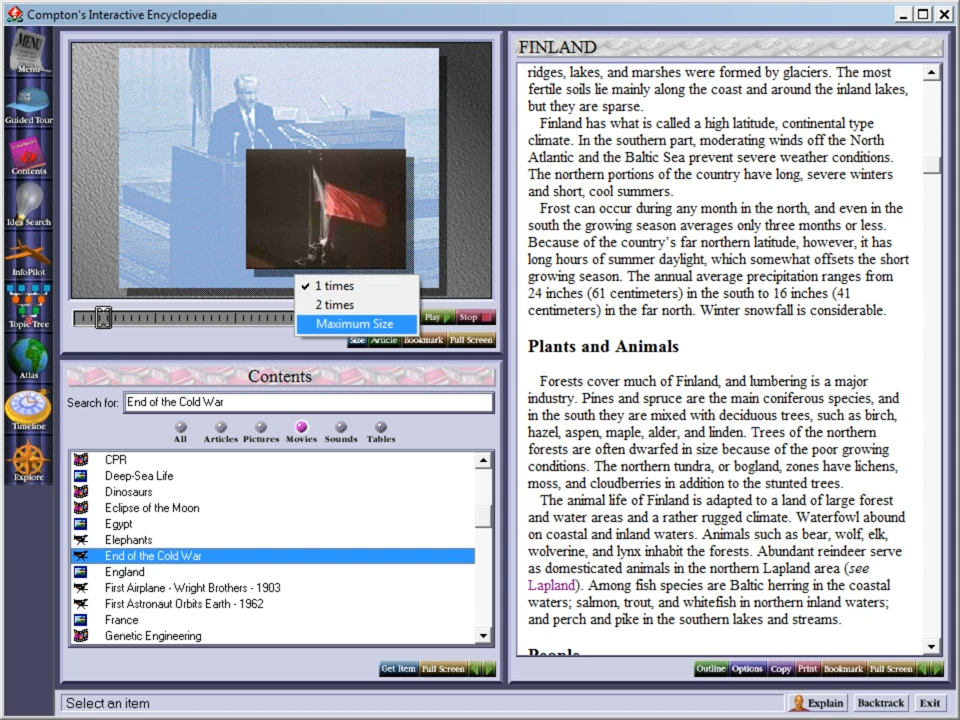 Compton's Interactive Encyclopedia
MENU
Menu
Guided Tour
Contents
Idea Search
InfoPilot
Topic Tree
Atlas
Timeline
Explore
1 times
2 times
Maximum Size
Play
Stop
Size
Article
Bookmark
Full Screen
Contents
Search for:
End of the Cold War
All
Articles
Pictures
Movies
Sounds
Tables
CPR
Deep-Sea Life
Dinosaurs
Eclipse of the Moon
Egypt
Elephants
End of the Cold War
England
First Airplane - Wright Brothers - 1903
First Astronaut Orbits Earth - 1962
France
Genetic Engineering
Get Item
Full Screen
FINLAND
ridges, lakes, and marshes were formed by glaciers. The most
fertile soils lie mainly along the coast and around the inland lakes,
but they are sparse.
Finland has what is called a high latitude, continental type
climate. In the southern part, moderating winds off the North
Atlantic and the Baltic Sea prevent severe weather conditions.
The northern portions of the country have long, severe winters
and short, cool summers.
Frost can occur during any month in the north, and even in the
south the growing season averages only three months or less.
Because of the country's far northern latitude, however, it has
long hours of summer daylight, which somewhat offsets the short
growing season. The annual average precipitation ranges from
24 inches (61 centimeters) in the south to 16 inches (41
centimeters) in the far north. Winter snowfall is considerable.
Plants and Animals
Forests cover much of Finland, and lumbering is a major
industry. Pines and spruce are the main coniferous species, and
in the south they are mixed with deciduous trees, such as birch,
hazel, aspen, maple, alder, and linden. Trees of the northern
forests are often dwarfed in size because of the poor growing
conditions. The northern tundra, or bogland, zones have lichens,
moss, and cloudberries in addition to the stunted trees.
The animal life of Finland is adapted to a land of large forest
and water areas and a rather rugged climate. Waterfowl abound
on coastal and inland waters. Animals such as bear, wolf, elk,
wolverine, and lynx inhabit the forests. Abundant reindeer serve
as domesticated animals in the northern Lapland area (see
Lapland). Among fish species are Baltic herring in the coastal
waters; salmon, trout, and whitefish in northern inland waters;
and perch and pike in the southern lakes and streams.
People
Outline
Options
Copy
Print
Bookmark
Full Screen
Select an item
Explain
Backtrack
Exit